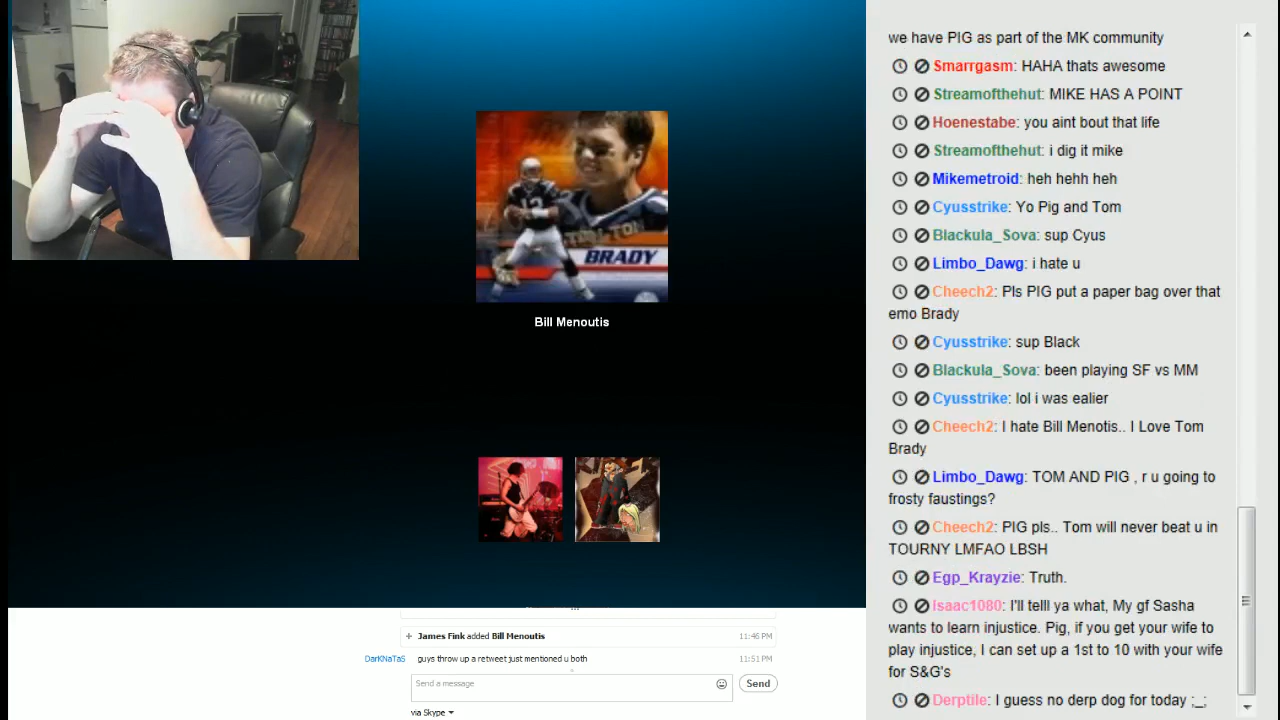 we have PIG as part of the MK community
Smarrgasm: HAHA thats awesome
Streamofthehut: MIKE HAS A POINT
Hoenestabe: you aint bout that life
Streamofthehut: i dig it mike
Mikemetroid: heh hehh heh
Cyusstrike: Yo Pig and Tom
Blackula_Sova: sup Cyus
Limbo_Dawg: i hate u
Cheech2: Pls PIG put a paper bag over that
emo Brady
Cyusstrike: sup Black
Blackula_Sova: been playing SF vs MM
Cyusstrike: lol i was ealier
Cheech2: I hate Bill Menotis.. I Love Tom
Brady
Limbo_Dawg: TOM AND PIG , r u going to
frosty faustings?
Cheech2: PIG pls.. Tom will never beat u in
TOURNY LMFAO LBSH
Egp_Krayzie: Truth.
Isaac1080: I'll telll ya what, My gf Sasha
wants to learn injustice. Pig, if you get your wife to
play injustice, I can set up a 1st to 10 with your wife
for S&G's
Derptile: I guess no derp dog for today ;_;
BRADY
Bill Menoutis
James Fink added Bill Menoutis 11:46 PM
DarKNaTaS guys throw up a retweet just mentioned u both 11:51 PM
Send a message
Send
via Skype